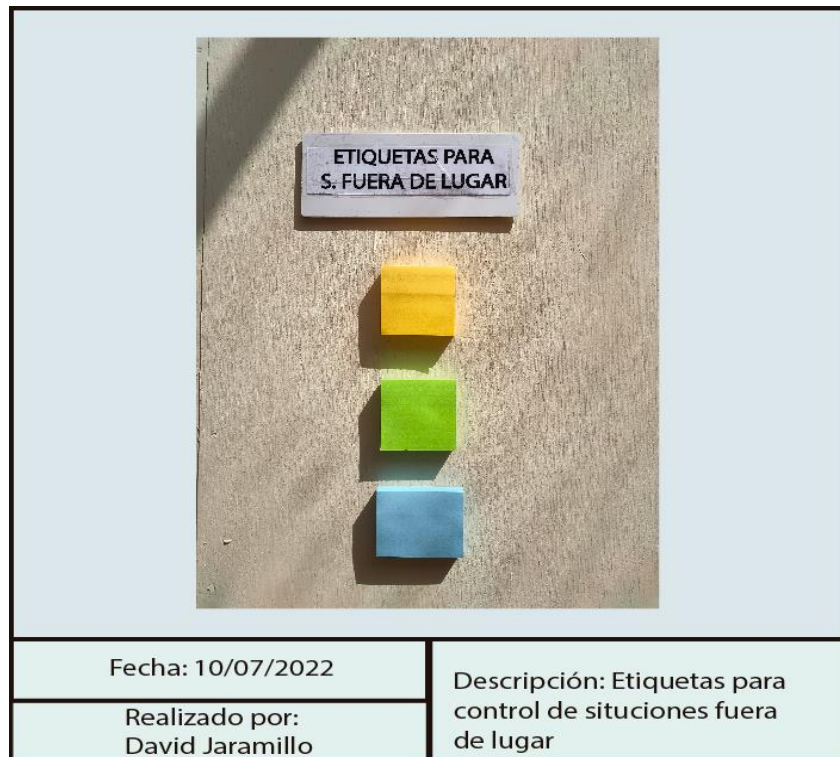 ETIQUETAS PARA
S. FUERA DE LUGAR
Fecha: 10/07/2022
Realizado por:
David Jaramillo
Descripción: Etiquetas para
control de situciones fuera
de lugar